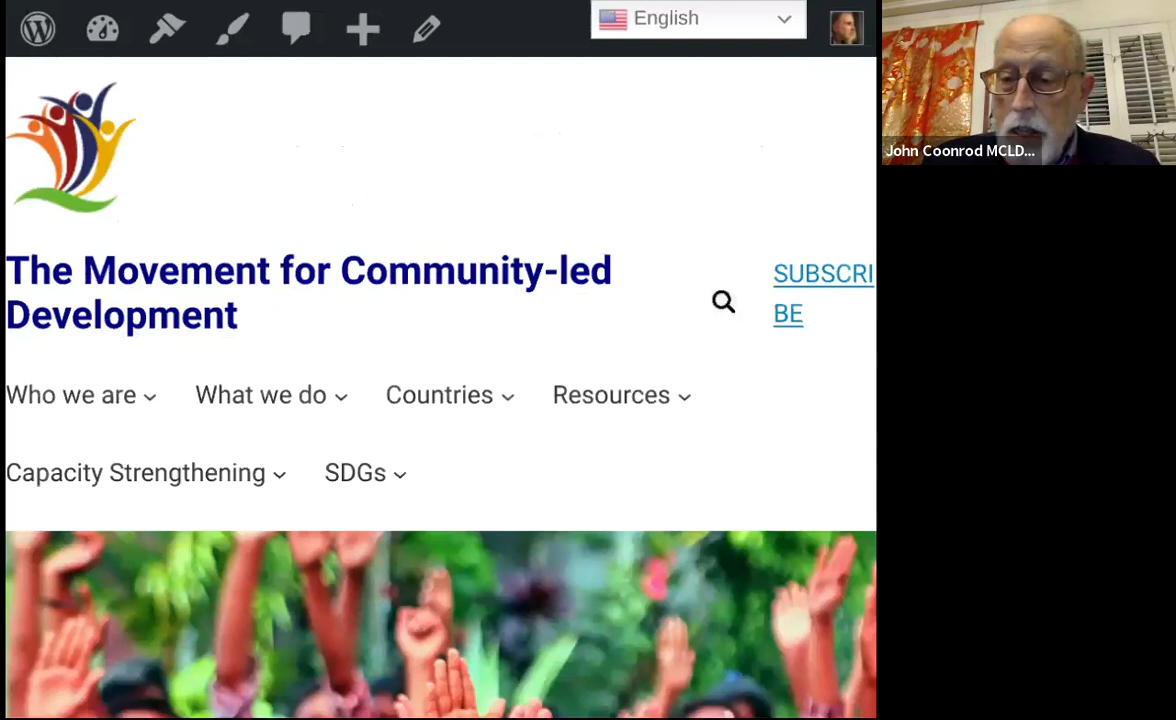 English
John Coonrod MCLD...
The Movement for Community-led
Development
SUBSCRI
BE
Who we are
What we do
Countries
Resources
Capacity Strengthening
SDGs